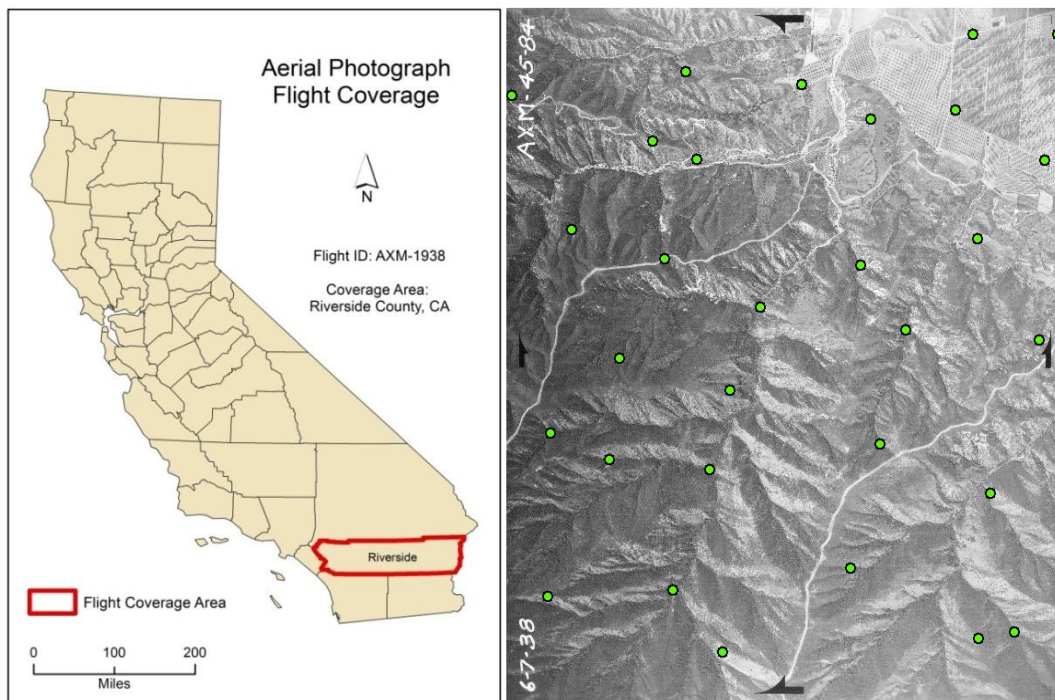 Aerial Photograph
Flight Coverage
N
Flight ID: AXM-1938
Coverage Area:
Riverside County, CA
Riverside
Flight Coverage Area
0 100 200
Miles
AXM-45-84
6-7-38